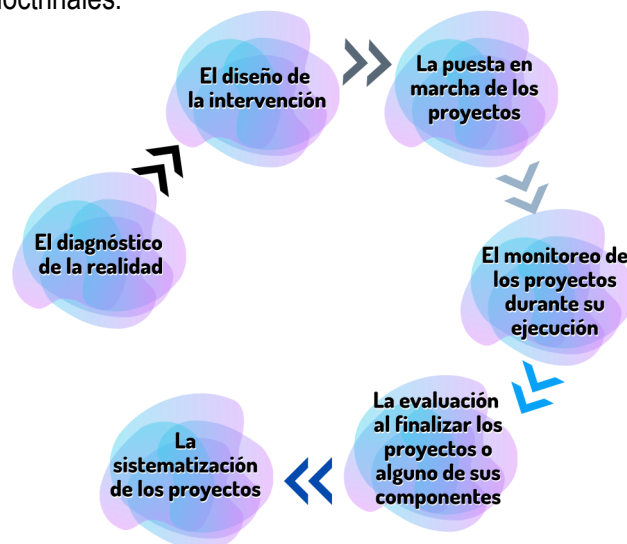 doctrinales.
El diseño de
la intervención
La puesta en
marcha de los
proyectos
El diagnóstico
de la realidad
El monitoreo de
los proyectos
durante su
ejecución
La evaluación
al finalizar los
proyectos o
alguno de sus
componentes
La
sistematización
de los proyectos